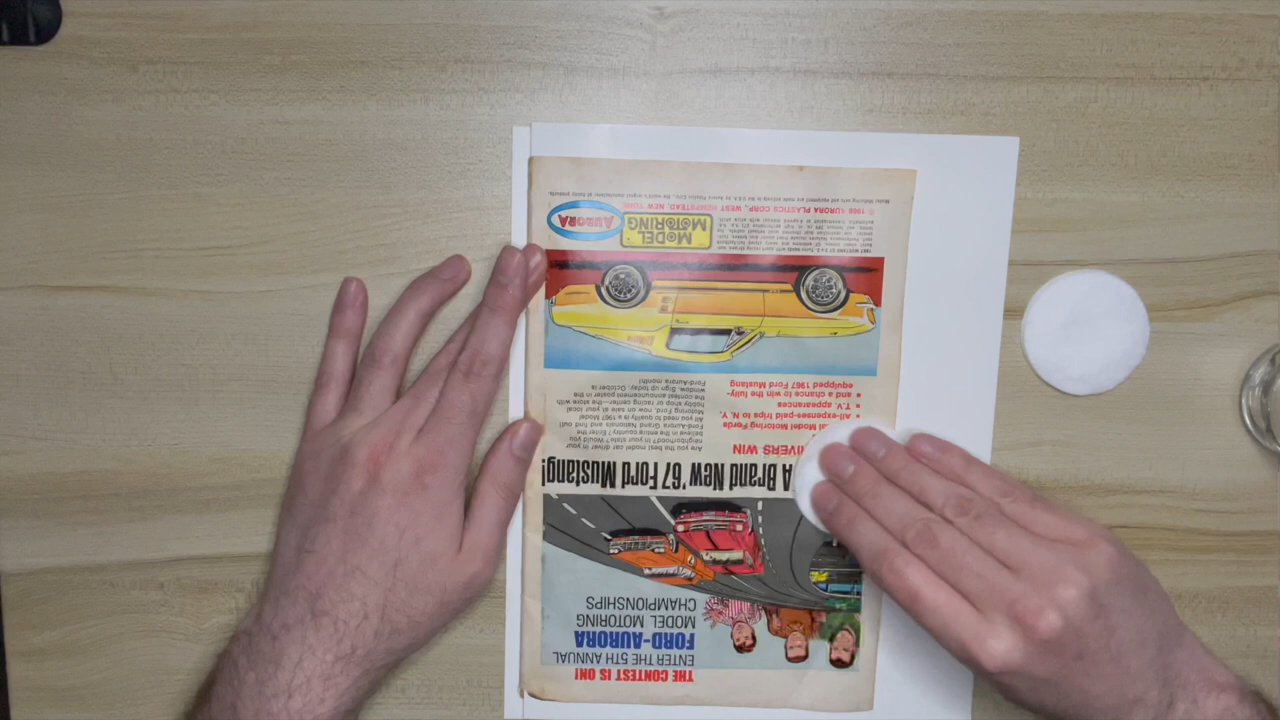 THE CONTEST IS ON!
ENTER THE 5TH ANNUAL
FORD-AURORA
MODEL MOTORING
CHAMPIONSHIPS
A Brand New '67 Ford Mustang!
WIN
Model Motoring Fords
▪ All-expenses-paid trips to N. Y.
▪ T.V. appearances
▪ and a chance to win the fully-
equipped 1967 Ford Mustang
Are you the best model car driver in your
neighborhood? in your state? Would you
believe in the entire country? Enter the
Ford-Aurora Grand Nationals and find out!
All you need to qualify is a 1967 Model
Motoring Ford, now on sale at your local
hobby shop or racing center—the store with
the contest announcement poster in the
window. Sign up today; October is
Ford-Aurora month!
MODEL
MOTORING
AURORA
© 1966 AURORA PLASTICS CORP., WEST HEMPSTEAD, NEW YORK